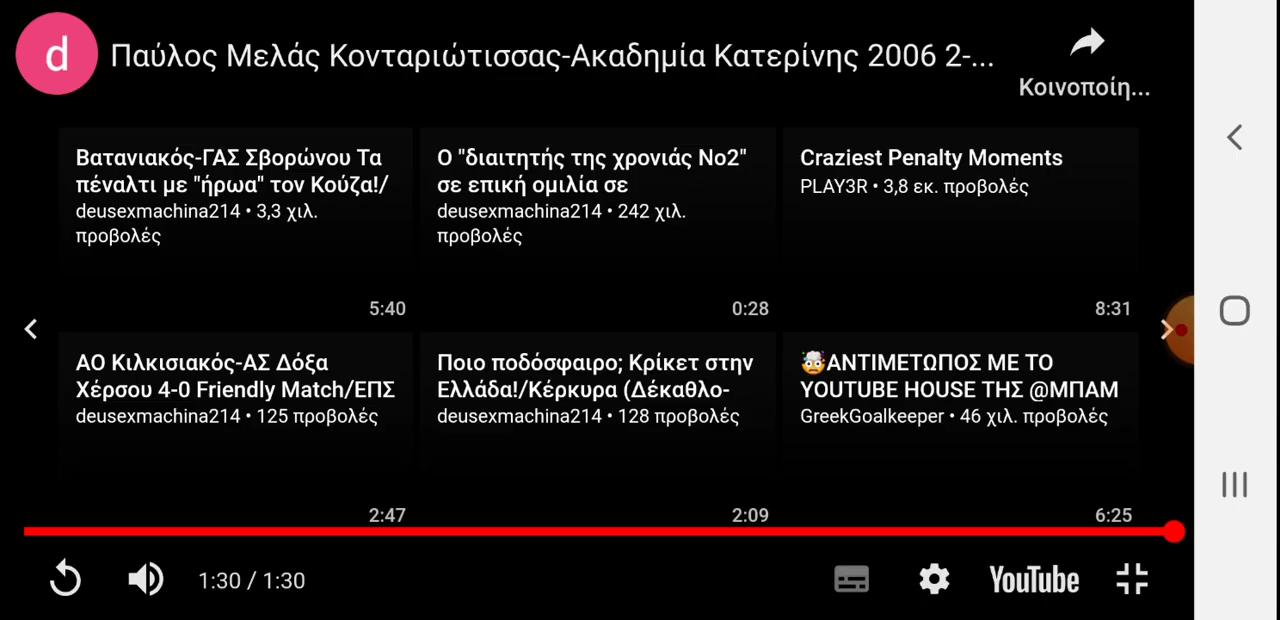 d
Παύλος Μελάς Κονταριώτισσας-Ακαδημία Κατερίνης 2006 2-...
Κοινοποίη...
Βατανιακός-ΓΑΣ Σβορώνου Τα
πέναλτι με "ήρωα" τον Κούζα!/
deusexmachina214 • 3,3 χιλ.
προβολές
5:40
Ο "διαιτητής της χρονιάς Νο2"
σε επική ομιλία σε
deusexmachina214 • 242 χιλ.
προβολές
0:28
Craziest Penalty Moments
PLAY3R • 3,8 εκ. προβολές
8:31
ΑΟ Κιλκισιακός-ΑΣ Δόξα
Χέρσου 4-0 Friendly Match/ΕΠΣ
deusexmachina214 • 125 προβολές
2:47
Ποιο ποδόσφαιρο; Κρίκετ στην
Ελλάδα!/Κέρκυρα (Δέκαθλο-
deusexmachina214 • 128 προβολές
2:09
🤯ΑΝΤΙΜΕΤΩΠΟΣ ΜΕ ΤΟ
YOUTUBE HOUSE ΤΗΣ @ΜΠΑΜ
GreekGoalkeeper • 46 χιλ. προβολές
6:25
1:30 / 1:30
YouTube